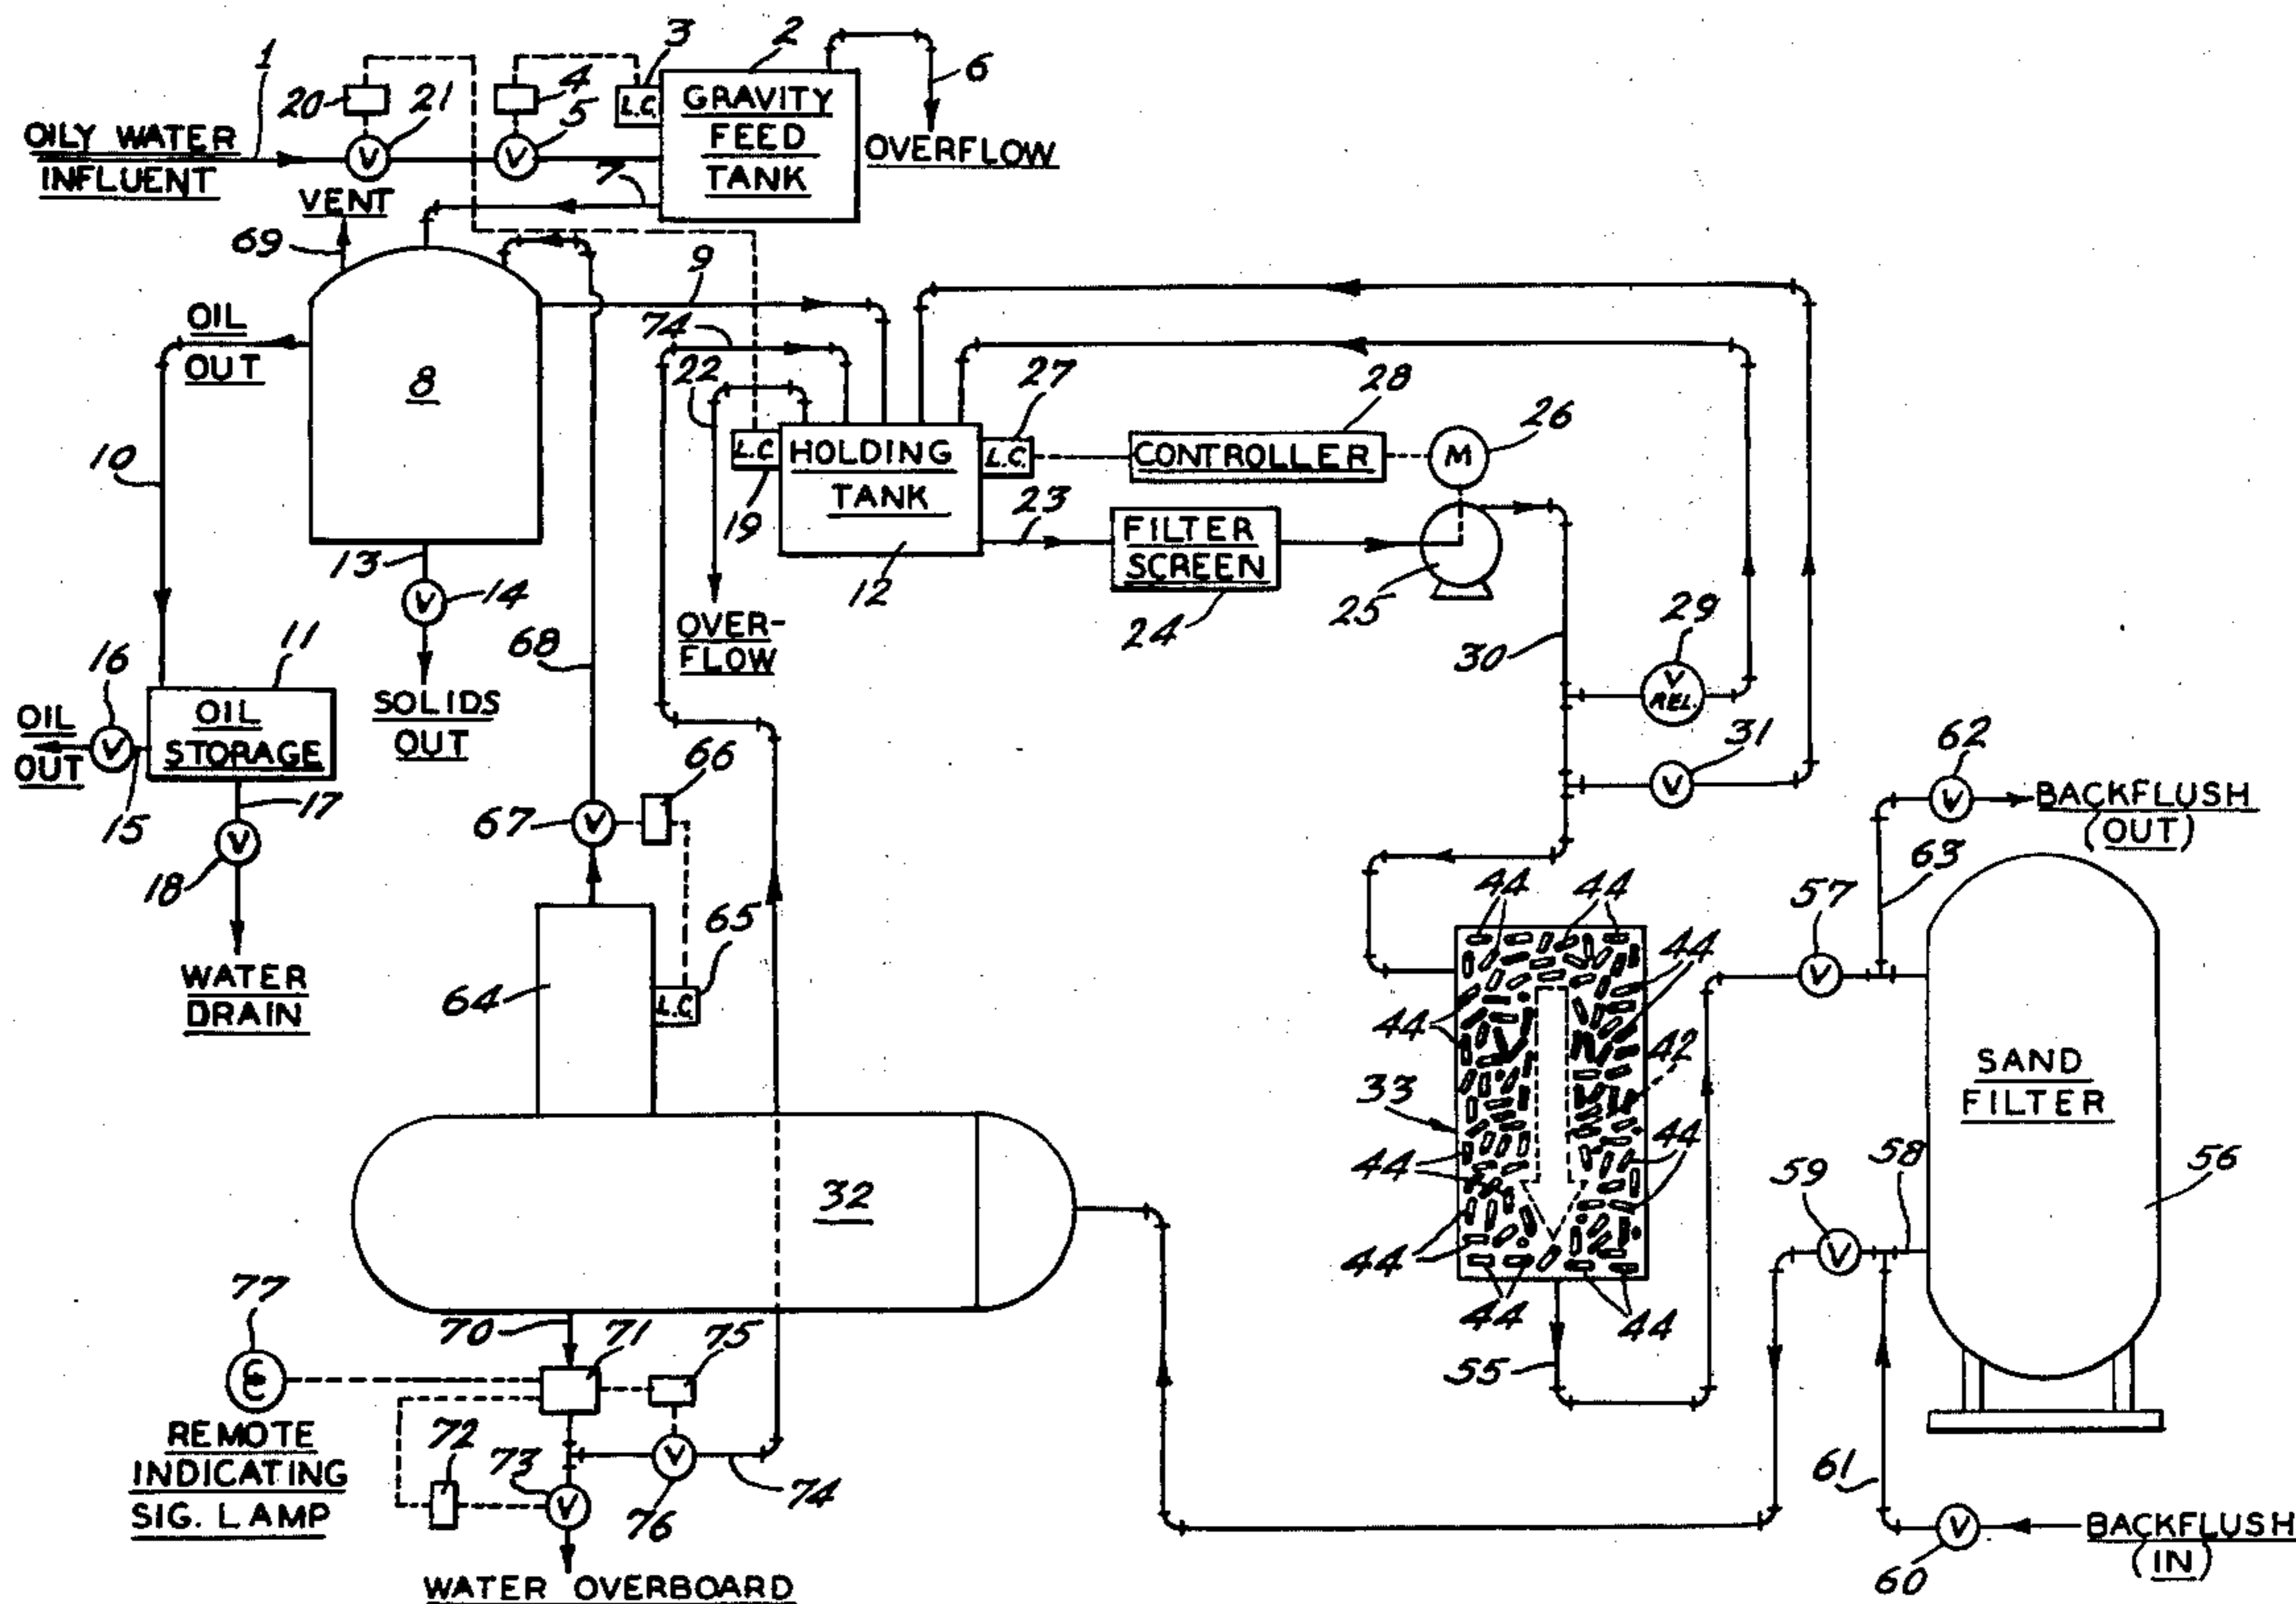 1
2
3
4
6
20
21
5
L.C.
GRAVITY
FEED
TANK
OILY WATER
INFLUENT
V
V
OVERFLOW
7
VENT
69
9
OIL
OUT
74
8
22
27
28
26
10
L.C
HOLDING
TANK
L.C.
CONTROLLER
M
19
23
13
FILTER
SCREEN
14
V
12
25
24
29
OVER-
FLOW
11
68
30
V
REL.
16
SOLIDS
OUT
OIL
OUT
V
OIL
STORAGE
31
62
66
V
V
BACKFLUSH
(OUT)
15
17
67
V
18
V
63
44
44
57
65
WATER
DRAIN
64
L.C.
44
V
44
42
SAND
FILTER
33
44
44
58
59
56
32
V
44
77
44
44
70
71
75
55
REMOTE
INDICATING
SIG. LAMP
72
73
V
74
61
V
76
V
60
BACKFLUSH
(IN)
WATER OVERBOARD